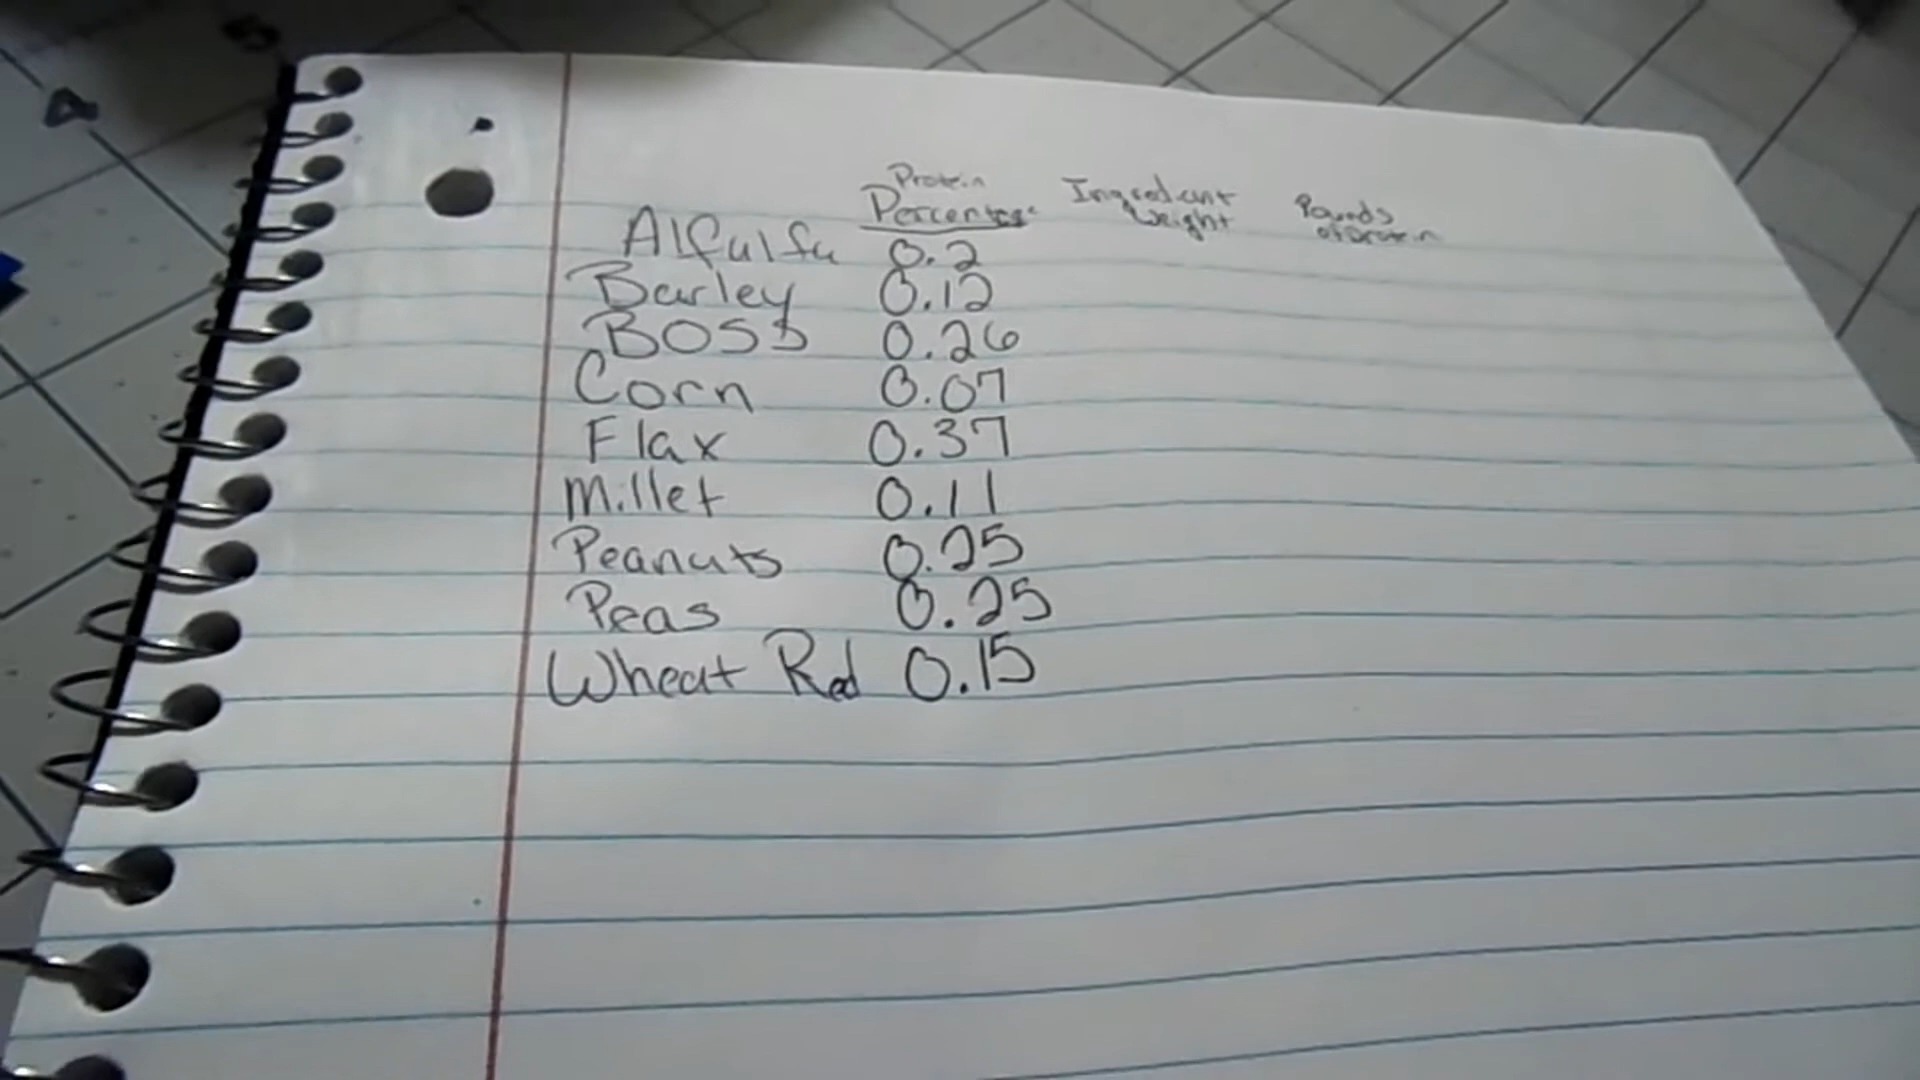 Protein Ingredient Pounds
Percentage Weight of Protein
Alfulfa 0.2
Barley 0.12
BOSS 0.26
Corn 0.07
Flax 0.37
Millet 0.11
Peanuts 0.25
Peas 0.25
Wheat Red 0.15
4